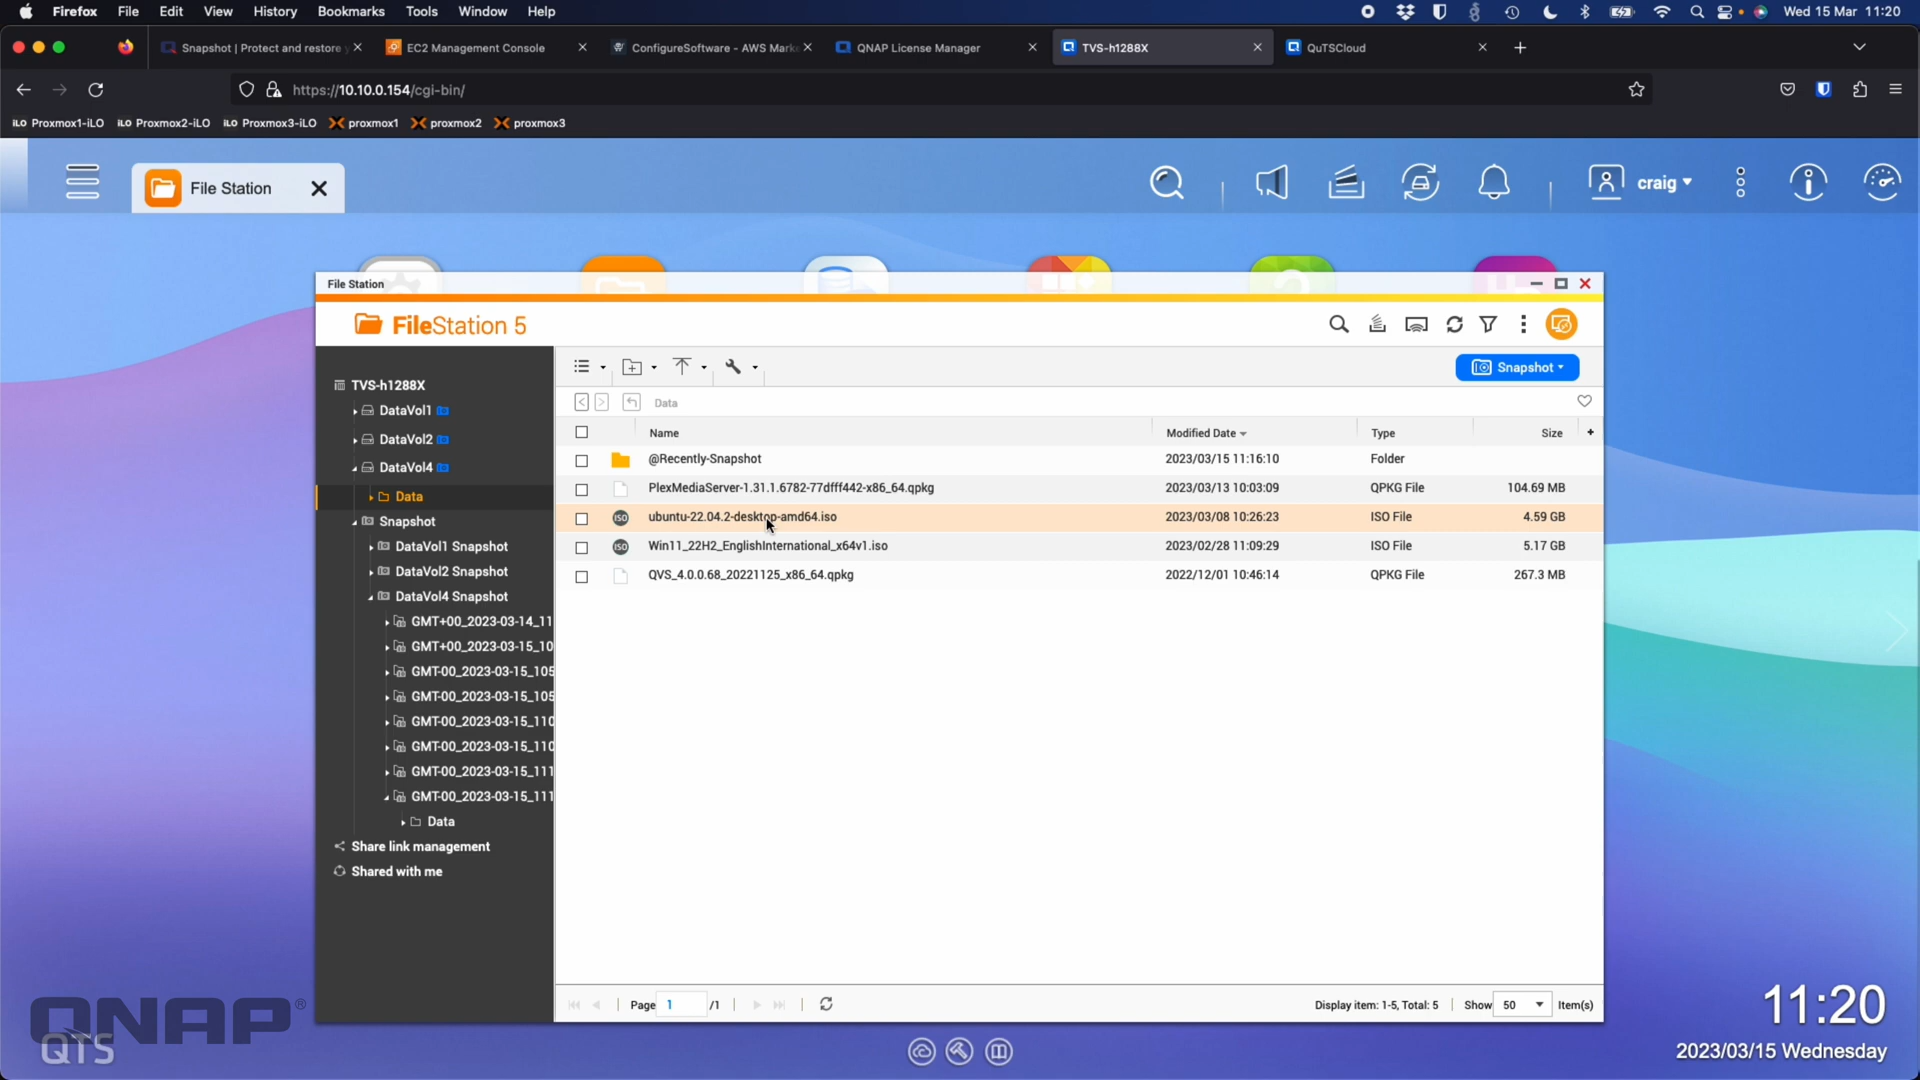 Firefox File Edit View History Bookmarks Tools Window Help Wed 15 Mar 11:20
Snapshot | Protect and restore y EC2 Management Console ConfigureSoftware - AWS Mark QNAP License Manager TVS-h1288X QuTSCloud
https://10.10.0.154/cgi-bin/
iLO Proxmox1-iLO iLO Proxmox2-iLO iLO Proxmox3-iLO proxmox1 proxmox2 proxmox3
File Station craig
File Station
FileStation 5
Snapshot
TVS-h1288X
DataVol1
DataVol2
DataVol4
Data
Snapshot
DataVol1 Snapshot
DataVol2 Snapshot
DataVol4 Snapshot
GMT+00_2023-03-14_11
GMT+00_2023-03-15_10
GMT-00_2023-03-15_105
GMT-00_2023-03-15_105
GMT-00_2023-03-15_110
GMT-00_2023-03-15_110
GMT-00_2023-03-15_111
GMT-00_2023-03-15_111
Data
Share link management
Shared with me
Data
Name Modified Date Type Size +
@Recently-Snapshot 2023/03/15 11:16:10 Folder
PlexMediaServer-1.31.1.6782-77dfff442-x86_64.qpkg 2023/03/13 10:03:09 QPKG File 104.69 MB
ISO ubuntu-22.04.2-desktop-amd64.iso 2023/03/08 10:26:23 ISO File 4.59 GB
ISO Win11_22H2_EnglishInternational_x64v1.iso 2023/02/28 11:09:29 ISO File 5.17 GB
QVS_4.0.0.68_20221125_x86_64.qpkg 2022/12/01 10:46:14 QPKG File 267.3 MB
Page 1 /1 Display item: 1-5, Total: 5 Show 50 Item(s)
QNAP®
QTS
11:20
2023/03/15 Wednesday